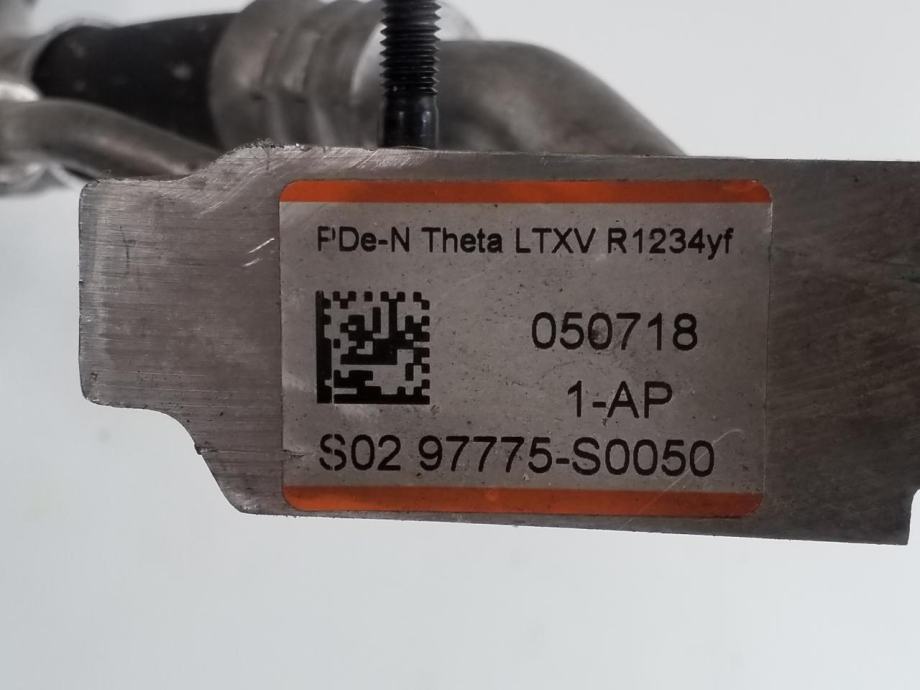 PDe-N Theta LTXV R1234yf
050718
1-AP
S02 97775-S0050